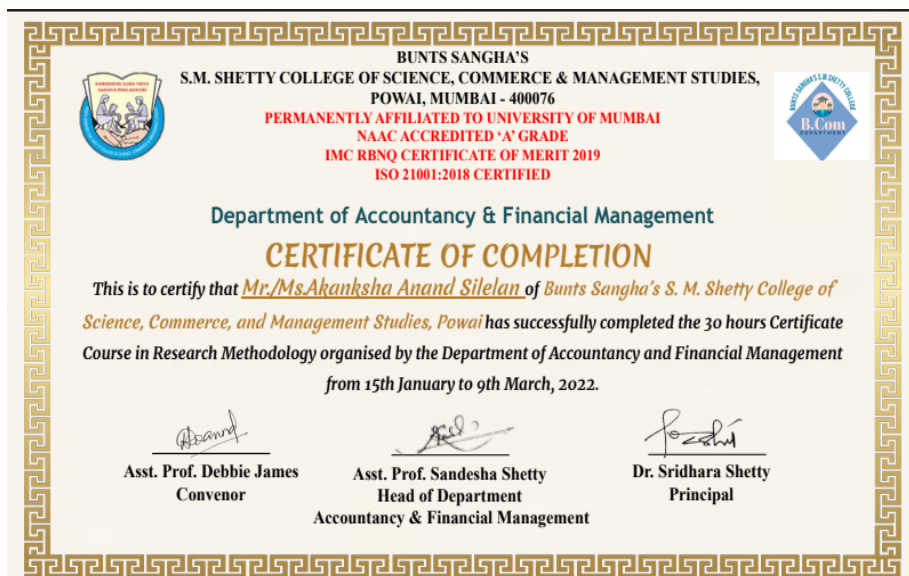 BUNTS SANGHA'S
S.M. SHETTY COLLEGE OF SCIENCE, COMMERCE & MANAGEMENT STUDIES,
POWAI, MUMBAI - 400076
PERMANENTLY AFFILIATED TO UNIVERSITY OF MUMBAI
NAAC ACCREDITED ‘A’ GRADE
IMC RBNQ CERTIFICATE OF MERIT 2019
ISO 21001:2018 CERTIFIED
BUNTS SANGHA'S S.M. SHETTY COLLEGE
B.Com
DEPARTMENT
Department of Accountancy & Financial Management
CERTIFICATE OF COMPLETION
This is to certify that Mr./Ms.Akanksha Anand Silelan of Bunts Sangha's S. M. Shetty College of
Science, Commerce, and Management Studies, Powai has successfully completed the 30 hours Certificate
Course in Research Methodology organised by the Department of Accountancy and Financial Management
from 15th January to 9th March, 2022.
Asst. Prof. Debbie James
Convenor
Asst. Prof. Sandesha Shetty
Head of Department
Accountancy & Financial Management
Dr. Sridhara Shetty
Principal